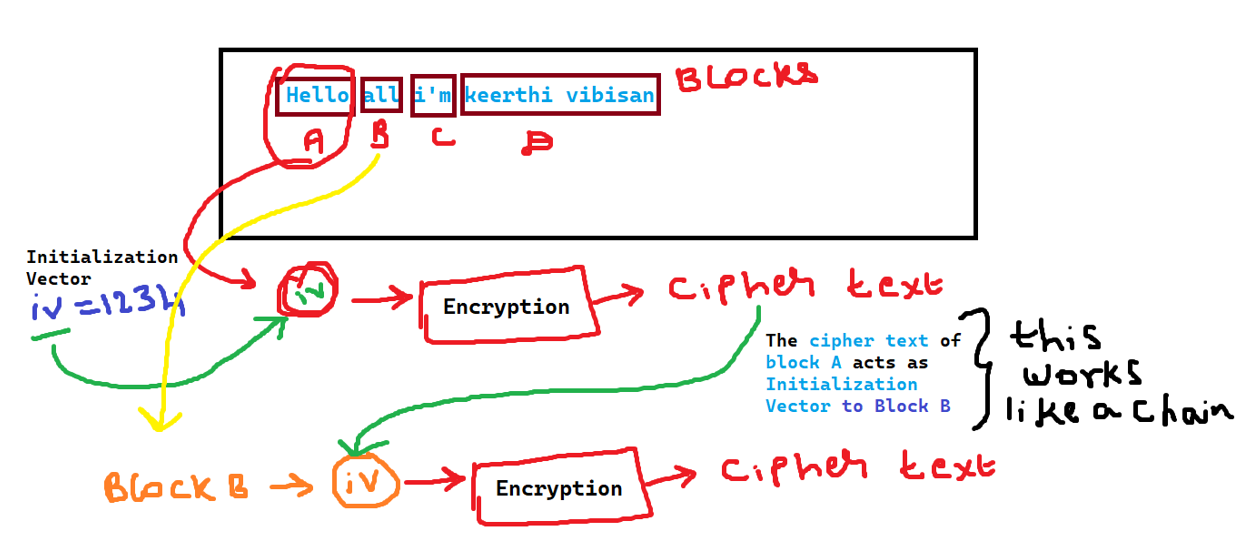 Hello all i'm keerthi vibisan BLOCKS
A B C D
Initialization
Vector
iv =1234
iv
Encryption
Cipher text
The cipher text of
block A acts as
Initialization
Vector to Block B
this
works
like a chain
Block B
iv
Encryption
Cipher text